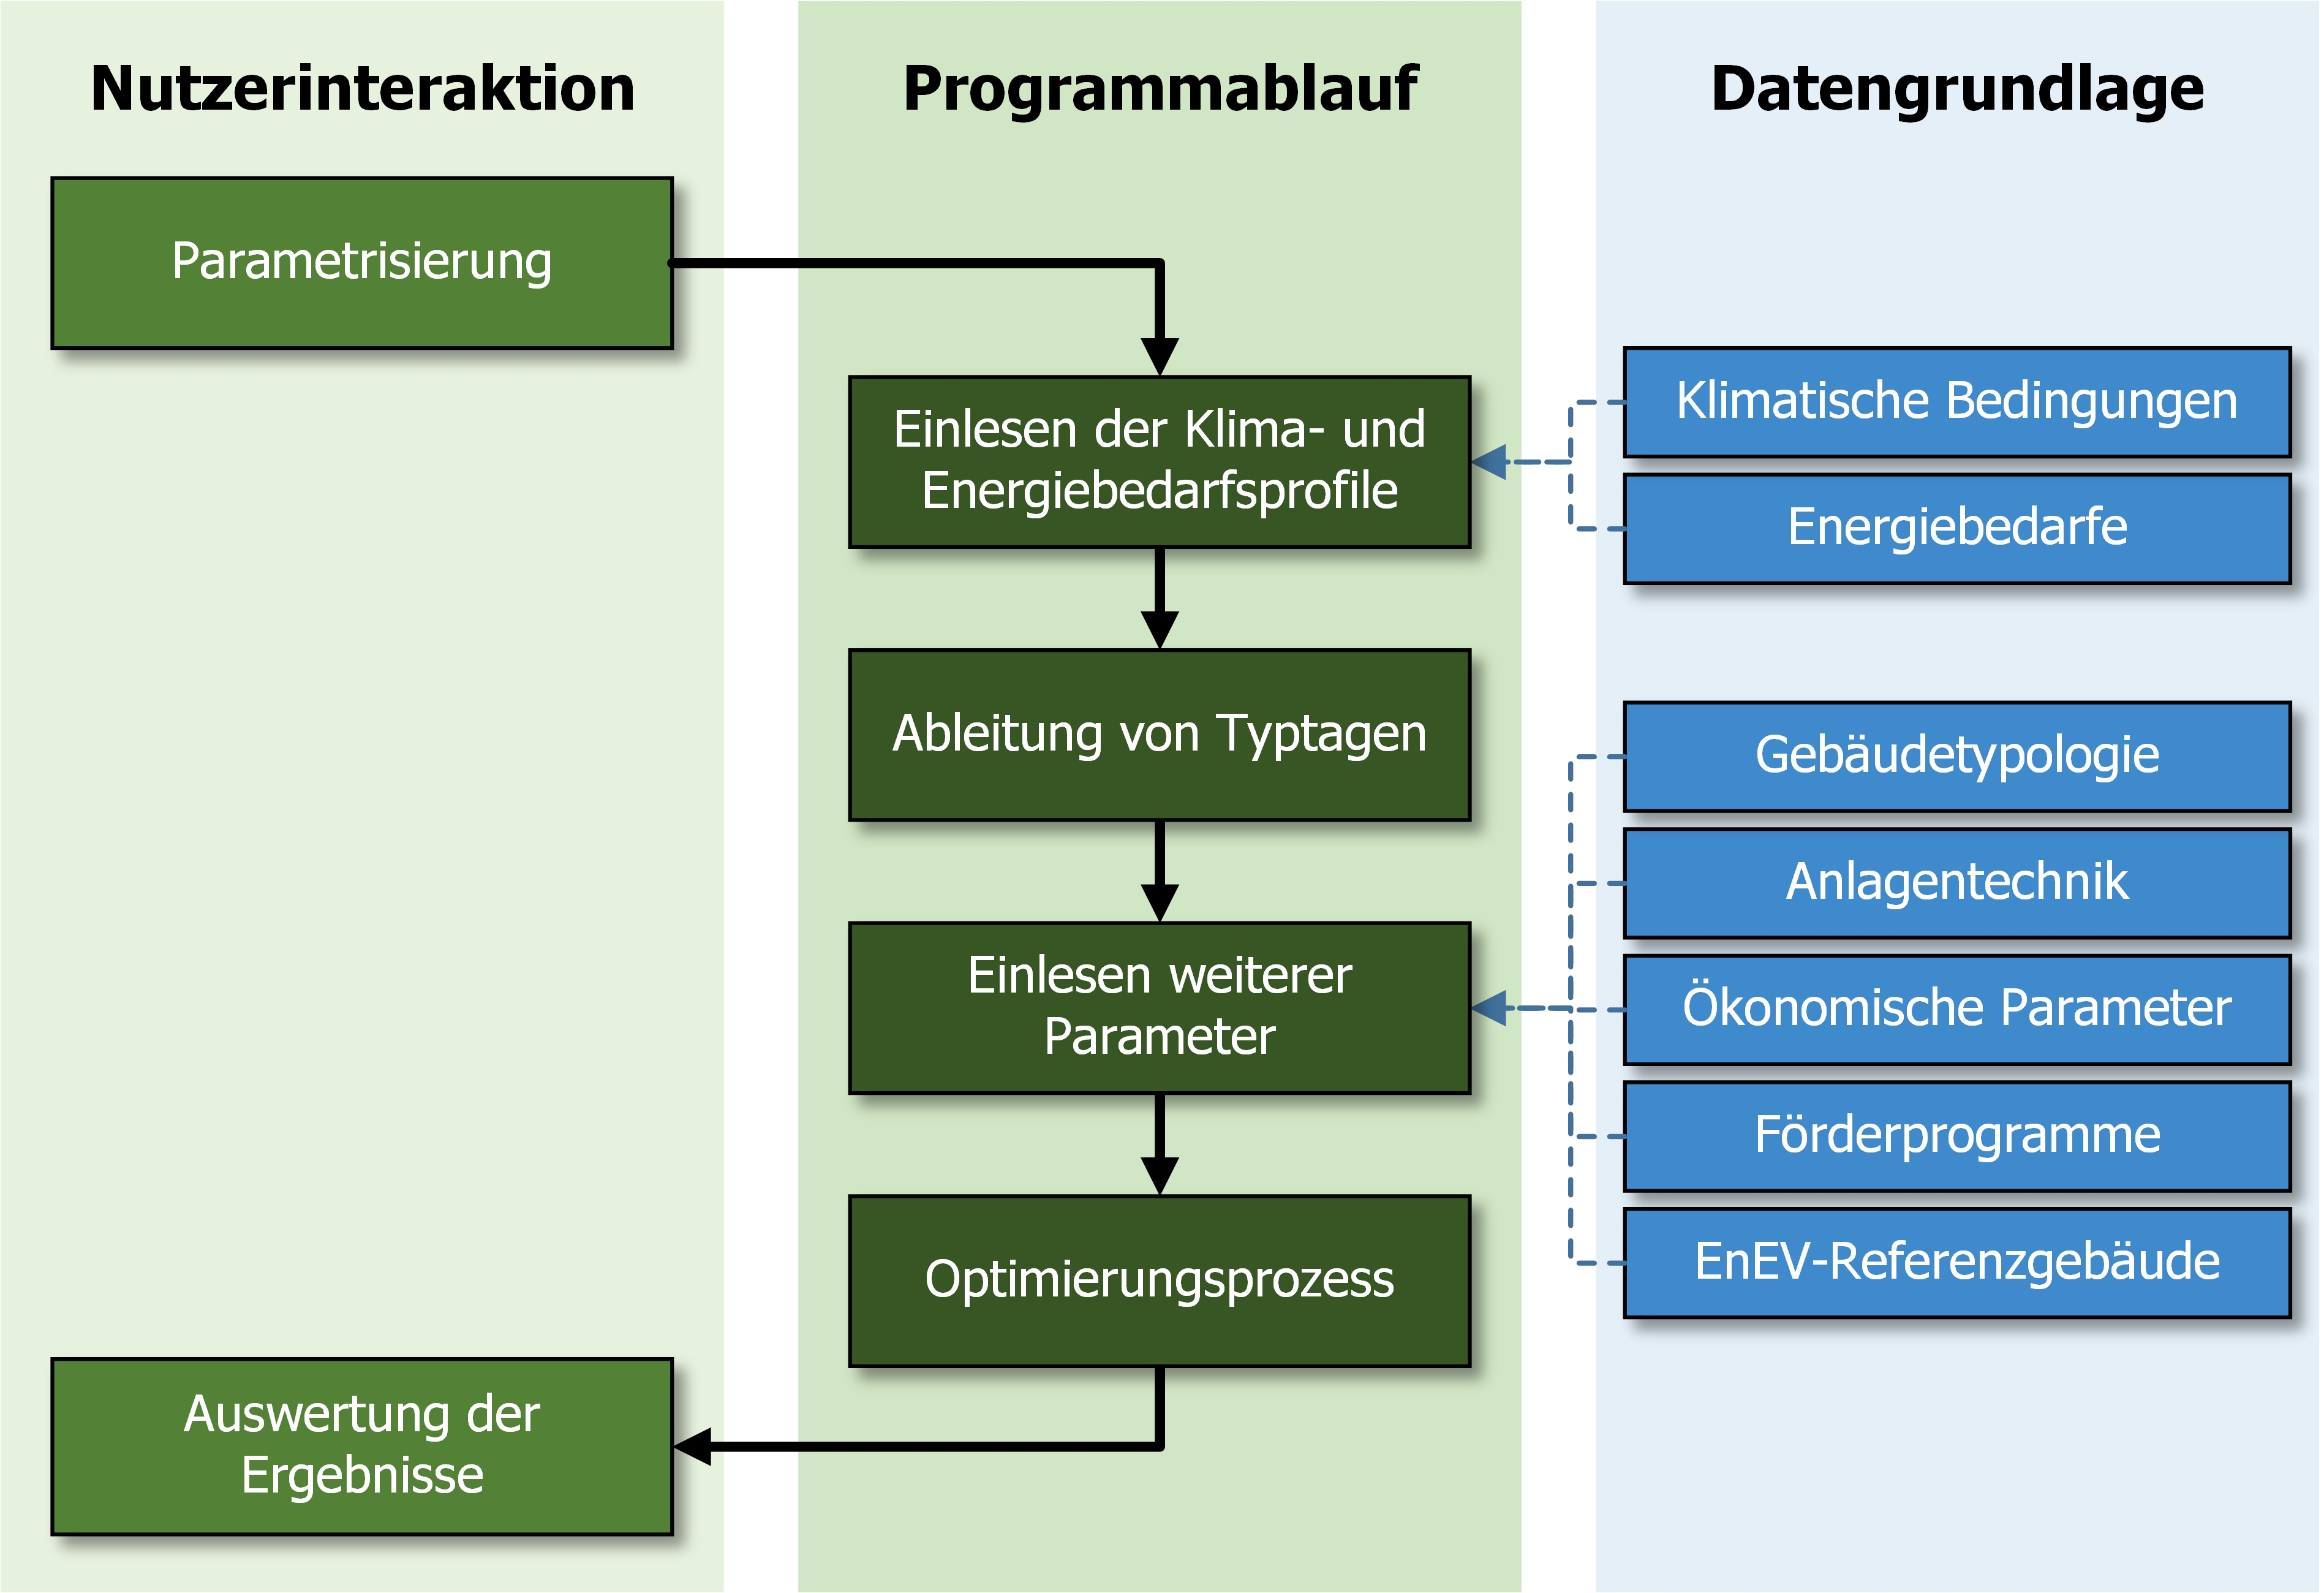 Nutzerinteraktion
Parametrisierung
Auswertung der
Ergebnisse
Programmablauf
Einlesen der Klima- und
Energiebedarfsprofile
Ableitung von Typtagen
Einlesen weiterer
Parameter
Optimierungsprozess
Datengrundlage
Klimatische Bedingungen
Energiebedarfe
Gebäudetypologie
Anlagentechnik
Ökonomische Parameter
Förderprogramme
EnEV-Referenzgebäude